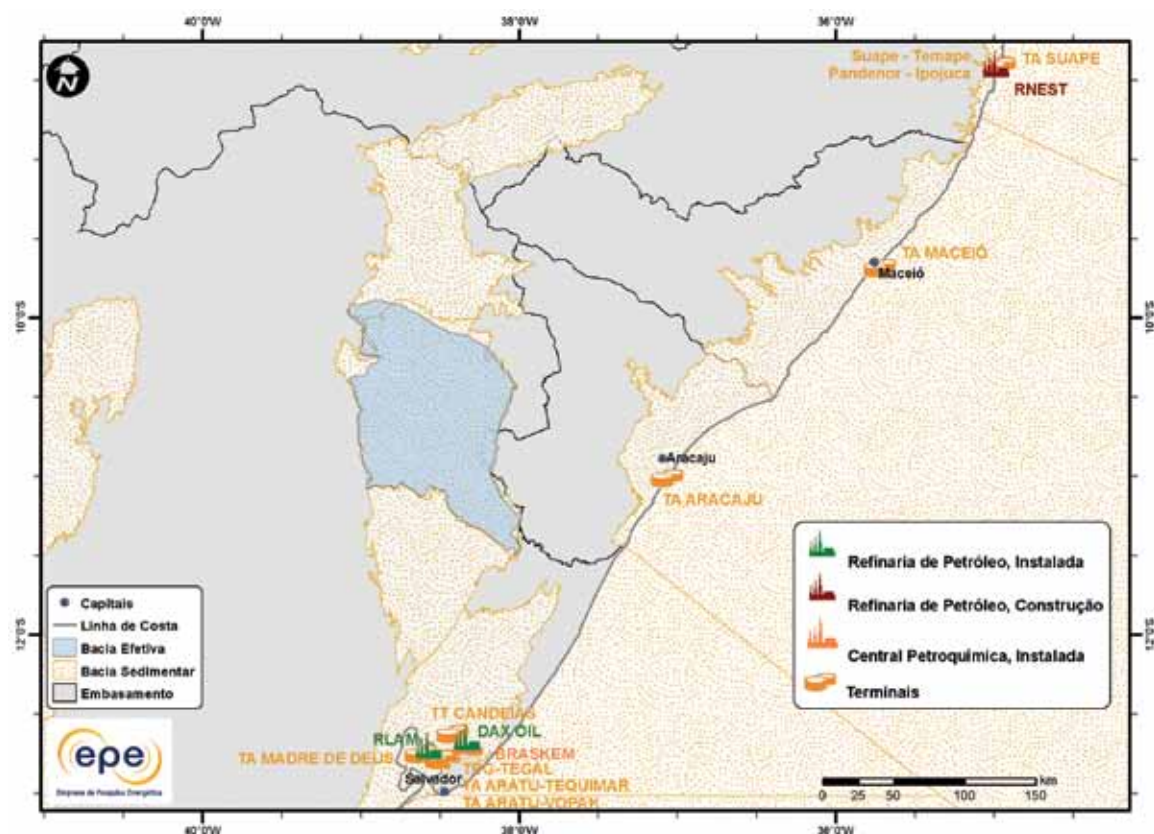 40°0'W 38°0'W 36°0'W
N
Suape - Temape
Pandenor - Ipojuca
TA SUAPE
RNEST
TA MACEIÓ
Maceió
10°0'S 10°0'S
Aracaju
TA ARACAJU
Refinaria de Petróleo, Instalada
Refinaria de Petróleo, Construção
Central Petroquímica, Instalada
Terminais
Capitais
Linha de Costa
Bacia Efetiva
Bacia Sedimentar
Embasamento
12°0'S 12°0'S
TT CANDEIAS
RLAM
DAX OIL
TA MADRE DE DEUS
BRASKEM
TEG-TEGAL
Salvador
TA ARATU-TEQUIMAR
TA ARATU-VOPAK
epe
Empresa de Pesquisa Energética
km
0 25 50 100 150
40°0'W 38°0'W 36°0'W